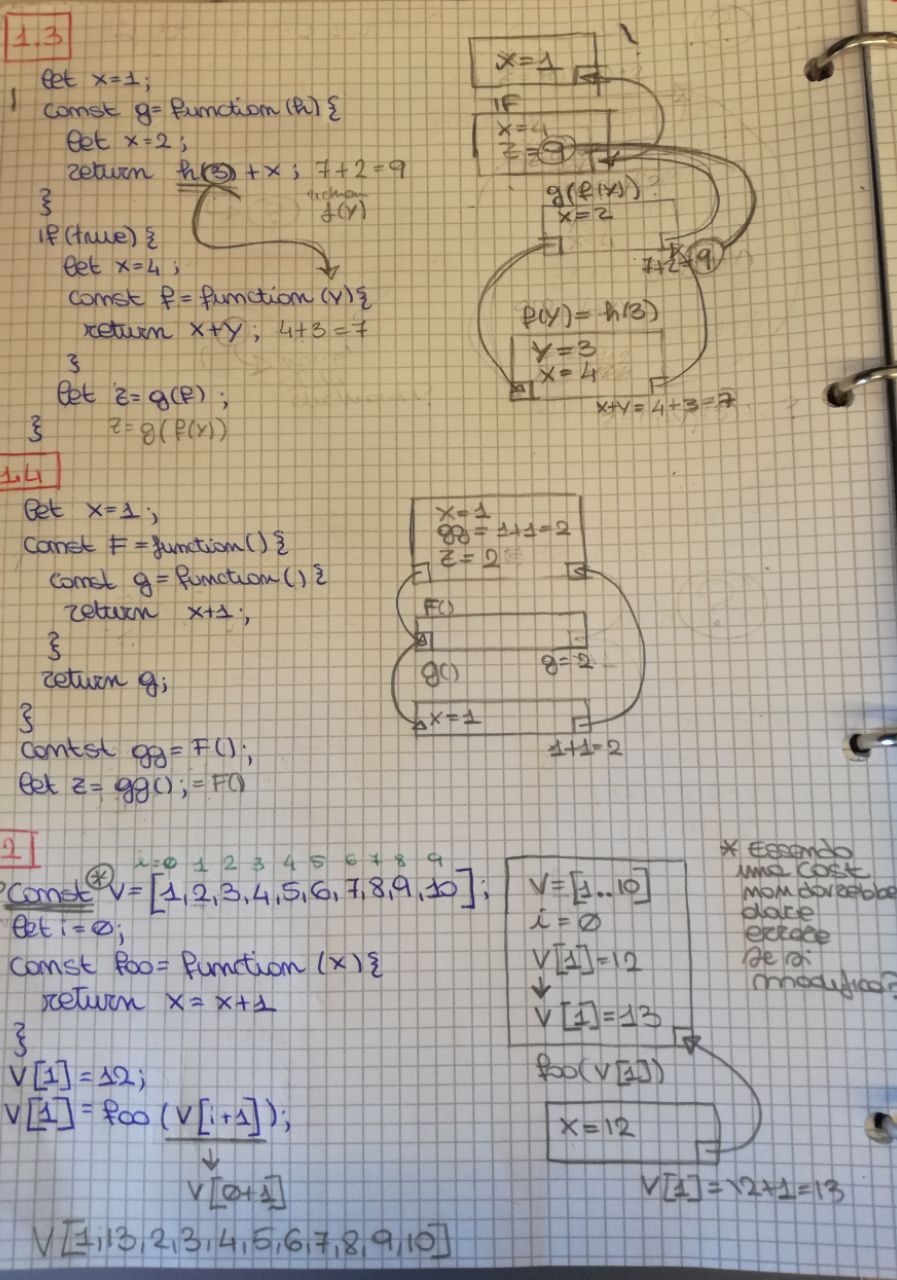 1.3
let x=1;
const g= function (h) {
let x=2;
return h(3) + x; 7+2=9
f(y)
}
if (true) {
let x=4;
const f= function (y) {
return x+y; 4+3=7
}
let z= g(f);
} z= g(f(x))
x=1
IF
x=4
z=9
g(f(x))
x=2
7+2=9
f(y)= h(3)
y=3
x=4
x+y=4+3=7
1.4
let x=1;
const F=function() {
const g= function() {
return x+1;
}
return g;
}
contst gg= F();
let z= gg(); =F()
x=1
gg=1+1=2
z=2
F()
g=2
g()
x=1
1+1=2
2
i=0 1 2 3 4 5 6 7 8 9
const * v=[1,2,3,4,5,6,7,8,9,10];
let i=0;
const foo= function (x) {
return x=x+1
}
v[1]=12;
v[1]=foo (v[i+1]);
v[0+1]
v[1,13,2,3,4,5,6,7,8,9,10]
v=[1..10]
i=0
v[1]=12
v[1]=13
foo(v[1])
x=12
v[1]=12+1=13
* Essendo
una cost
non dovrebbe
dare
errore
se si
modifica?